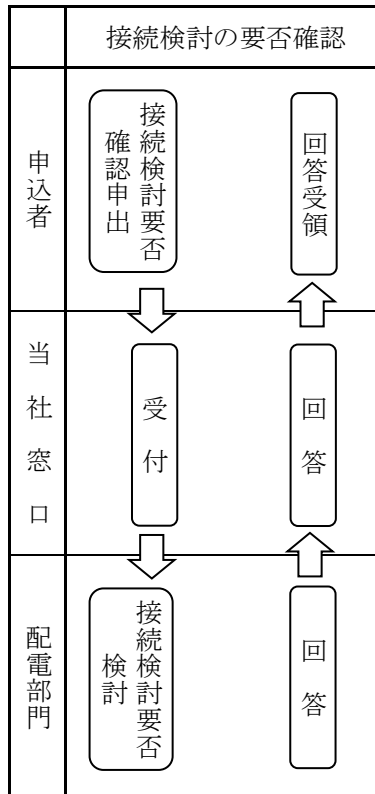 接続検討の要否確認
申込者
接続検討要否
確認申出
回答受領
当社窓口
受付
回答
配電部門
接続検討要否
検討
回答